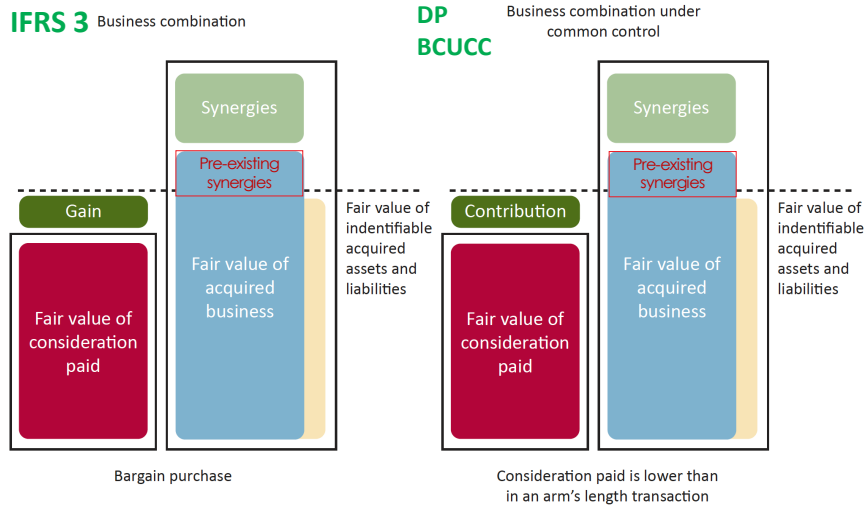 IFRS 3 Business combination
Synergies
Pre-existing
synergies
Gain
Fair value of
acquired
business
Fair value of
consideration
paid
Fair value of
indentifiable
acquired
assets and
liabilities
Bargain purchase
DP
BCUCC
Business combination under
common control
Synergies
Pre-existing
synergies
Contribution
Fair value of
acquired
business
Fair value of
consideration
paid
Fair value of
indentifiable
acquired
assets and
liabilities
Consideration paid is lower than
in an arm's length transaction